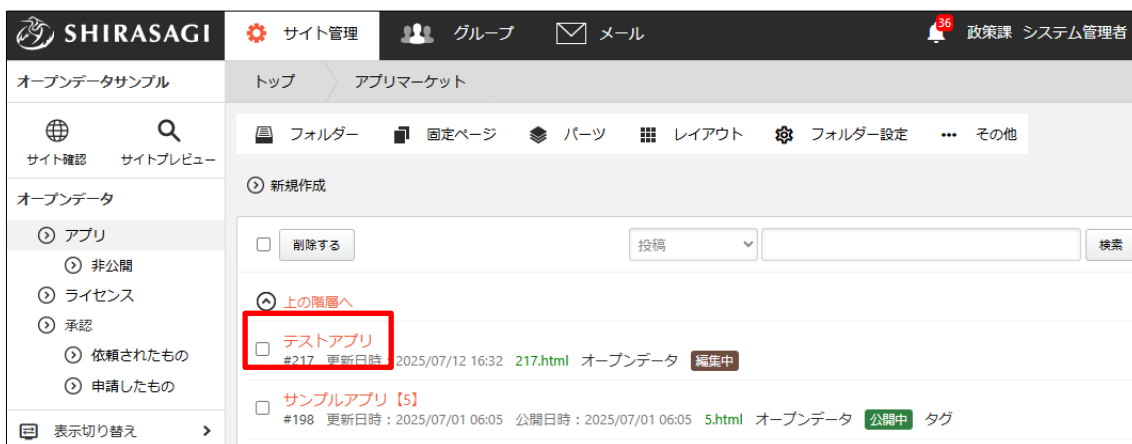 SHIRASAGI サイト管理 グループ メール 36 政策課 システム管理者
オープンデータサンプル トップ アプリマーケット
サイト確認 サイトプレビュー フォルダー 固定ページ パーツ レイアウト フォルダー設定 ••• その他
オープンデータ 新規作成
アプリ
非公開
ライセンス
承認
依頼されたもの
申請したもの
表示切り替え
削除する 投稿 検索
上の階層へ
テストアプリ
#217 更新日時：2025/07/12 16:32 217.html オープンデータ 編集中
サンプルアプリ【5】
#198 更新日時：2025/07/01 06:05 公開日時：2025/07/01 06:05 5.html オープンデータ 公開中 タグ